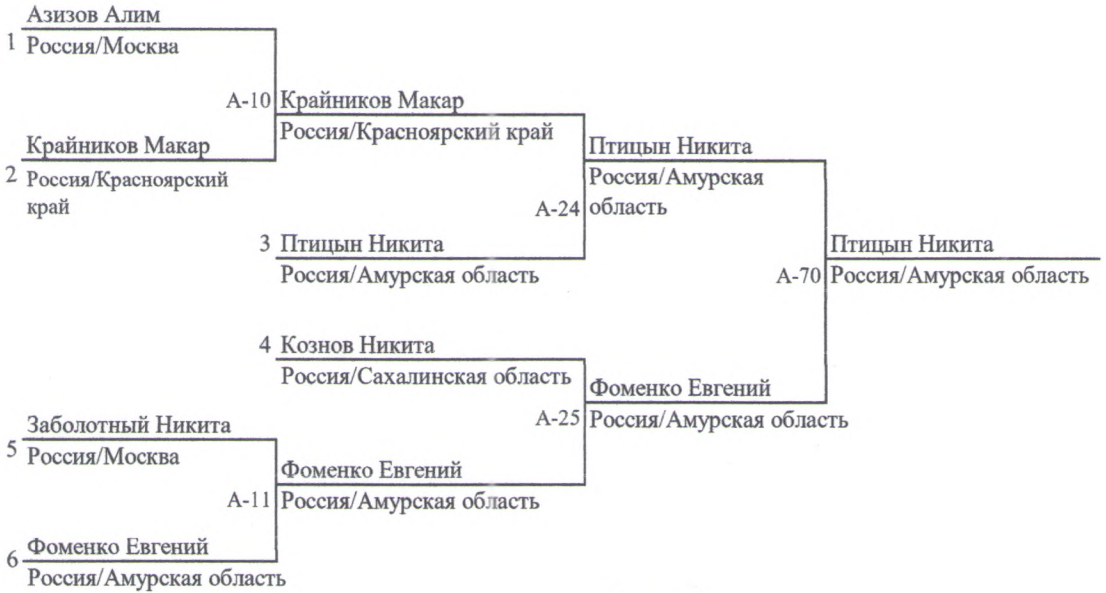 Азизов Алим
1 Россия/Москва
А-10 Крайников Макар
Россия/Красноярский край
Крайников Макар
2 Россия/Красноярский
край
Птицын Никита
Россия/Амурская
А-24 область
3 Птицын Никита
Россия/Амурская область
Птицын Никита
А-70 Россия/Амурская область
4 Кознов Никита
Россия/Сахалинская область
Фоменко Евгений
А-25 Россия/Амурская область
Заболотный Никита
5 Россия/Москва
Фоменко Евгений
А-11 Россия/Амурская область
6 Фоменко Евгений
Россия/Амурская область